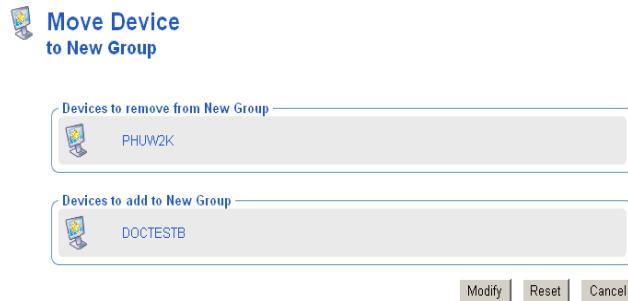 Move Device
to New Group
Devices to remove from New Group
PHUW2K
Devices to add to New Group
DOCTESTB
Modify Reset Cancel